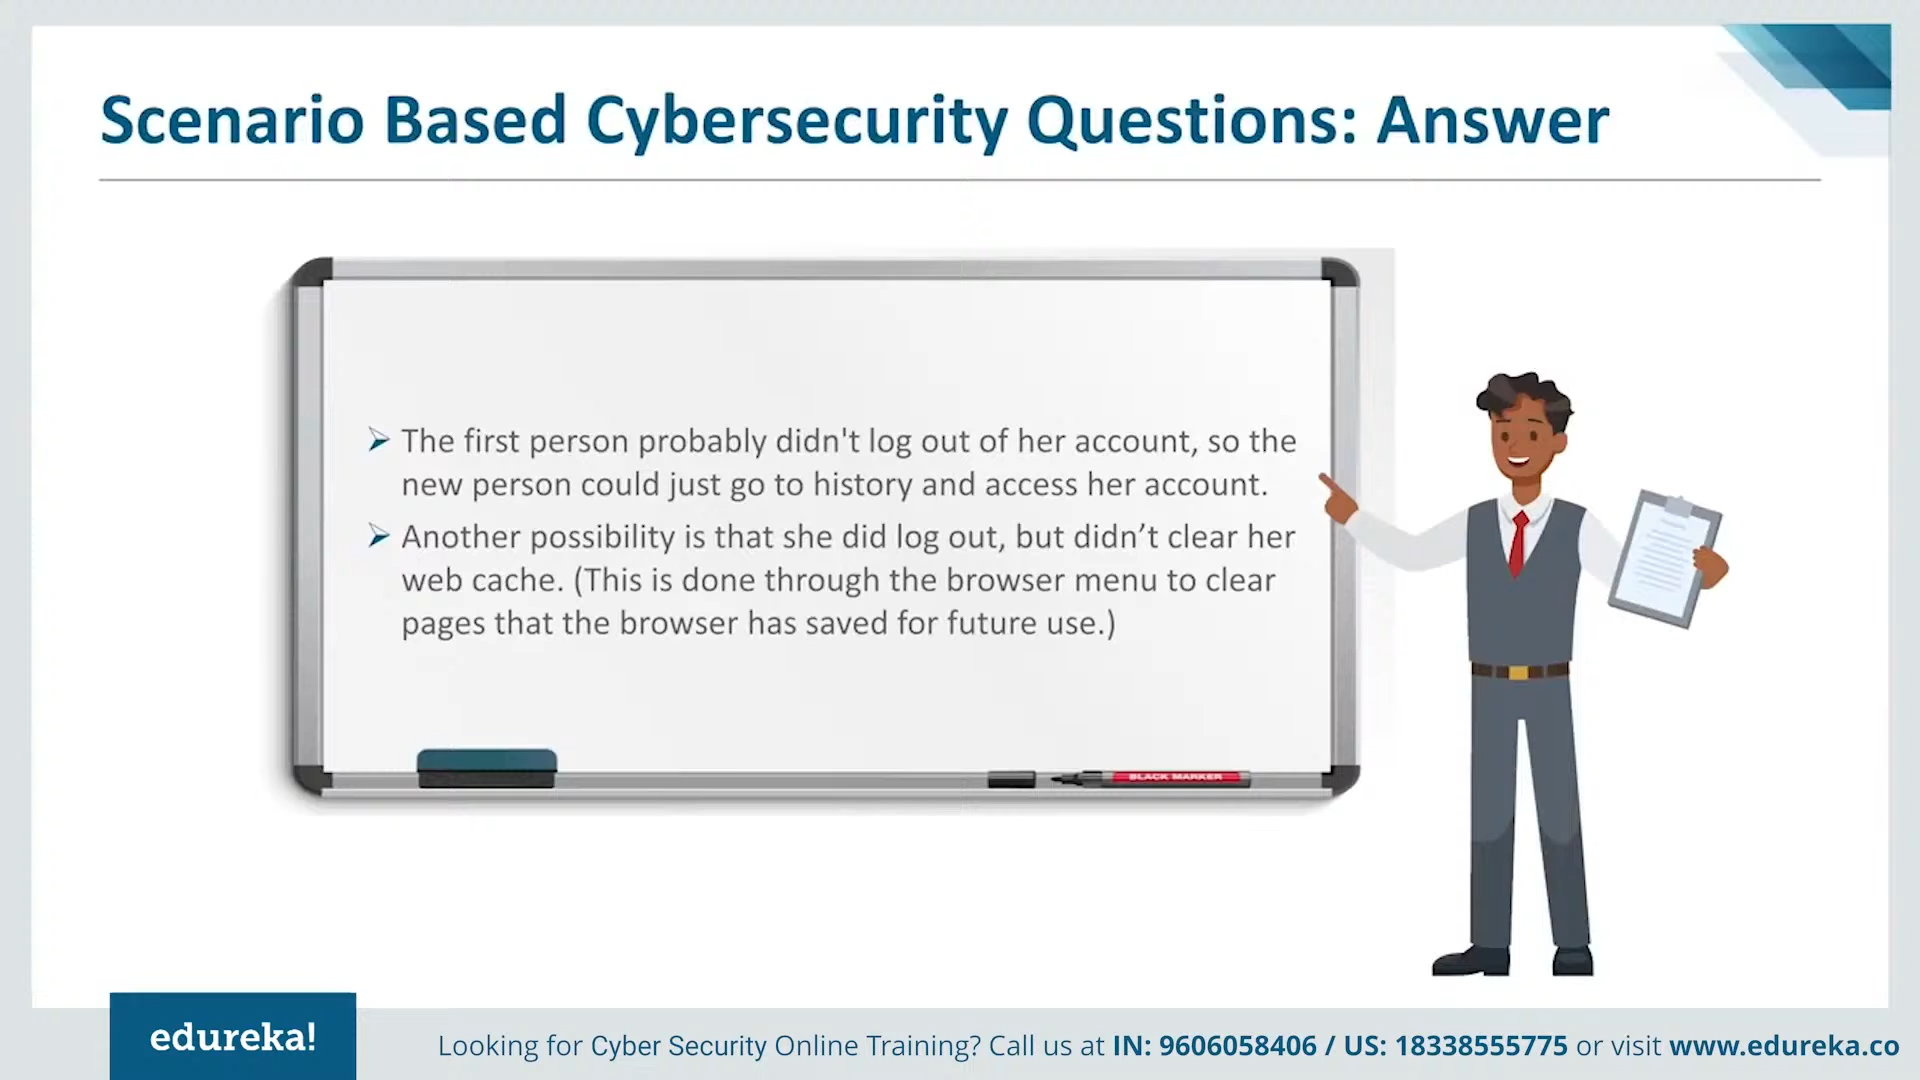 Scenario Based Cybersecurity Questions: Answer
The first person probably didn't log out of her account, so the
new person could just go to history and access her account.
Another possibility is that she did log out, but didn’t clear her
web cache. (This is done through the browser menu to clear
pages that the browser has saved for future use.)
BLACK MARKER
edureka!
Looking for Cyber Security Online Training? Call us at IN: 9606058406 / US: 18338555775 or visit www.edureka.co